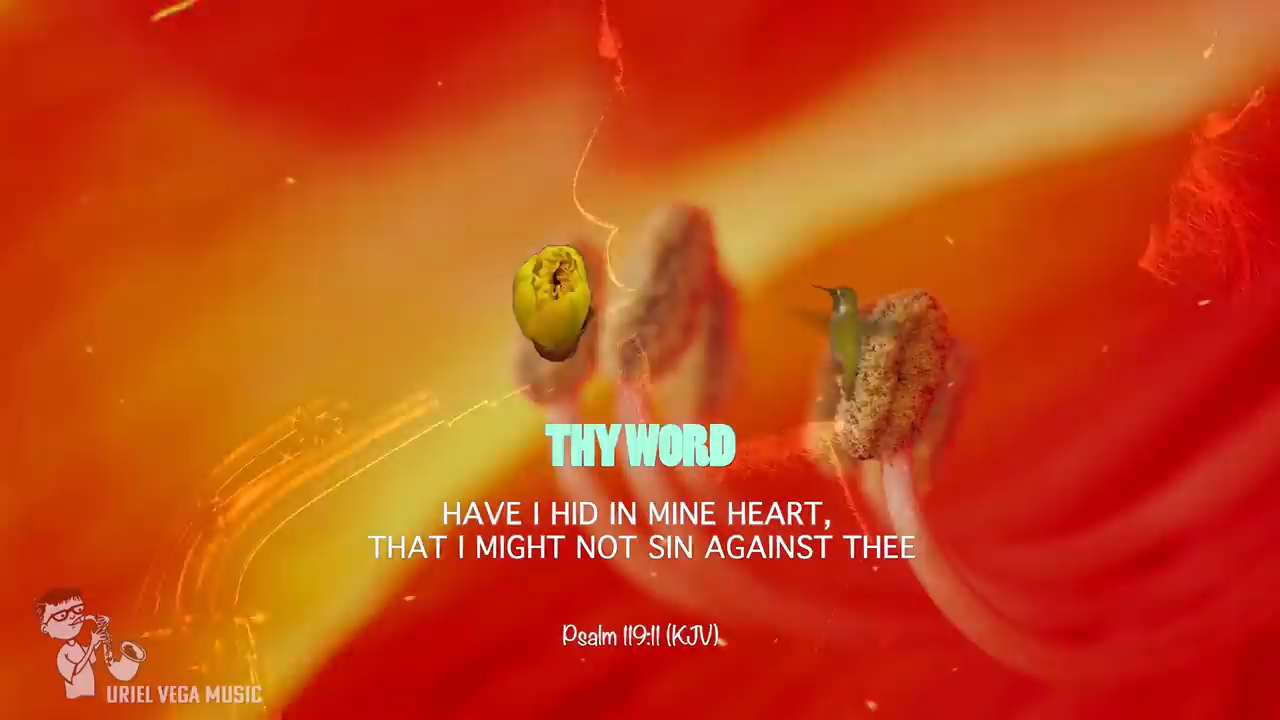 THY WORD
HAVE I HID IN MINE HEART,
THAT I MIGHT NOT SIN AGAINST THEE
Psalm 119:11 (KJV)
URIEL VEGA MUSIC